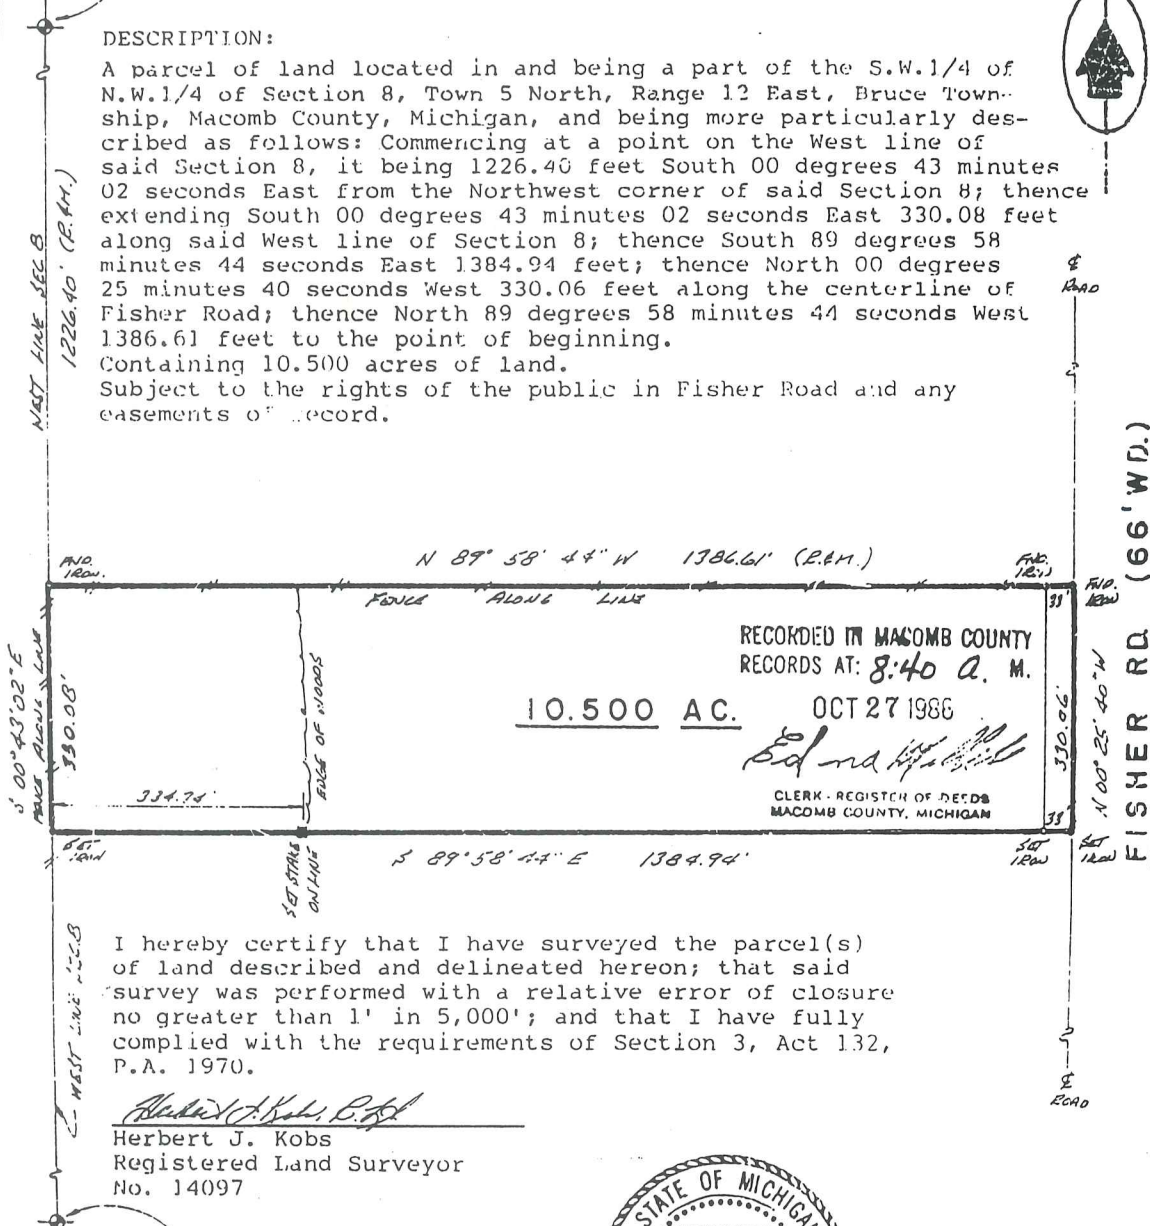 DESCRIPTION:
A parcel of land located in and being a part of the S.W.1/4 of
N.W.1/4 of Section 8, Town 5 North, Range 12 East, Bruce Town-
ship, Macomb County, Michigan, and being more particularly des-
cribed as follows: Commencing at a point on the West line of
said Section 8, it being 1226.40 feet South 00 degrees 43 minutes
02 seconds East from the Northwest corner of said Section 8; thence
extending South 00 degrees 43 minutes 02 seconds East 330.08 feet
along said West line of Section 8; thence South 89 degrees 58
minutes 44 seconds East 1384.94 feet; thence North 00 degrees
25 minutes 40 seconds West 330.06 feet along the centerline of
Fisher Road; thence North 89 degrees 58 minutes 44 seconds West
1386.61 feet to the point of beginning.
Containing 10.500 acres of land.
Subject to the rights of the public in Fisher Road and any
easements of record.
WEST LINE SEC 8
1226.40' (R.&M.)
℄
ROAD
FISHER RD. (66' WD.)
N 89° 58' 44" W 1386.61' (R.&M.)
FND.
IRON.
FND.
IRON
FND.
IRON
FENCE ALONG LINE
33'
S 00° 43' 02" E
FENCE ALONG LINE
330.08'
334.74'
EDGE OF WOODS
10.500 AC.
RECORDED IN MACOMB COUNTY
RECORDS AT: 8:40 A. M.
OCT 27 1986
CLERK - REGISTER OF DEEDS
MACOMB COUNTY, MICHIGAN
330.06'
N 00° 25' 40" W
33'
SET
IRON
SET STAKE
ON LINE
S 89° 58' 44" E 1384.94'
SET
IRON
SET
IRON
WEST LINE SEC. 8
I hereby certify that I have surveyed the parcel(s)
of land described and delineated hereon; that said
survey was performed with a relative error of closure
no greater than 1' in 5,000'; and that I have fully
complied with the requirements of Section 3, Act 132,
P.A. 1970.
Herbert J. Kobs
Registered Land Surveyor
No. 14097
℄
ROAD
STATE OF MICHIGAN